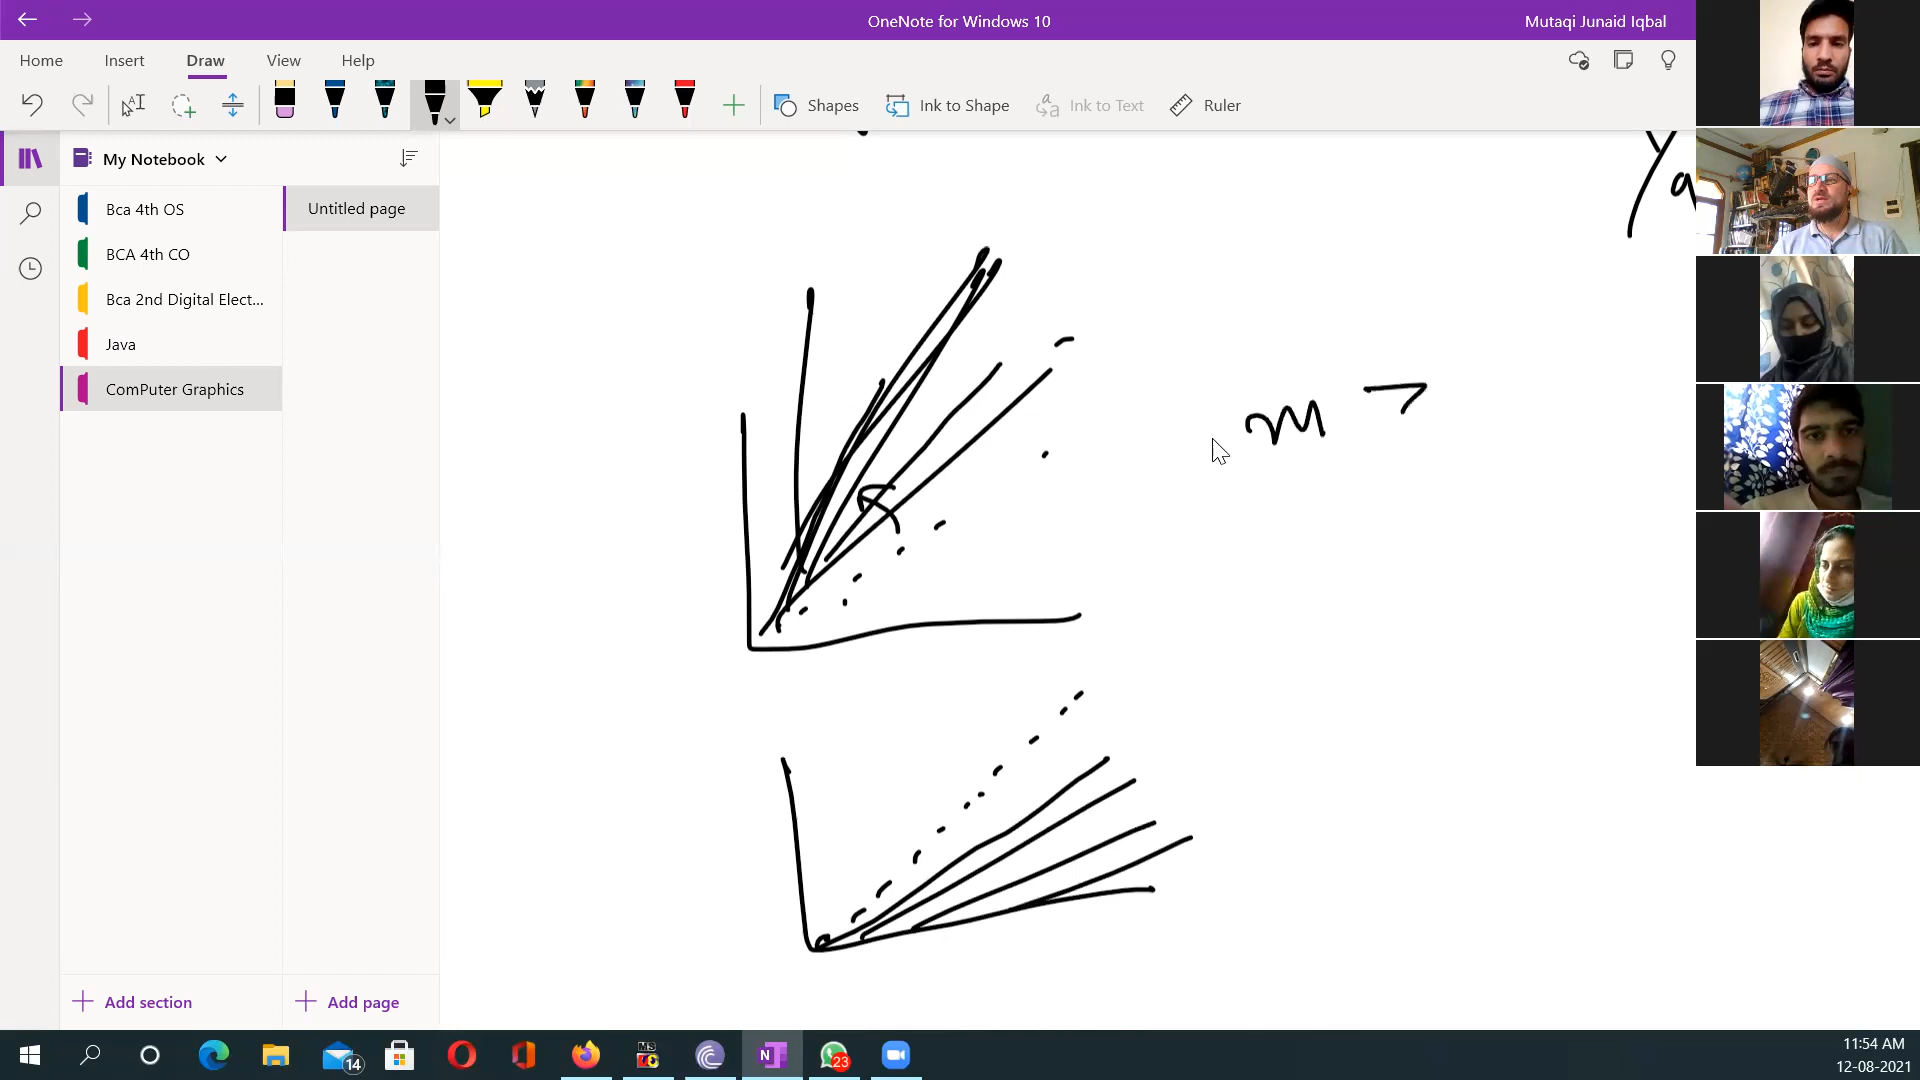 OneNote for Windows 10
Mutaqi Junaid Iqbal
Home Insert Draw View Help
Shapes Ink to Shape Ink to Text Ruler
My Notebook
Bca 4th OS
BCA 4th CO
Bca 2nd Digital Elect...
Java
ComPuter Graphics
Untitled page
m
Add section
Add page
14
23
11:54 AM
12-08-2021